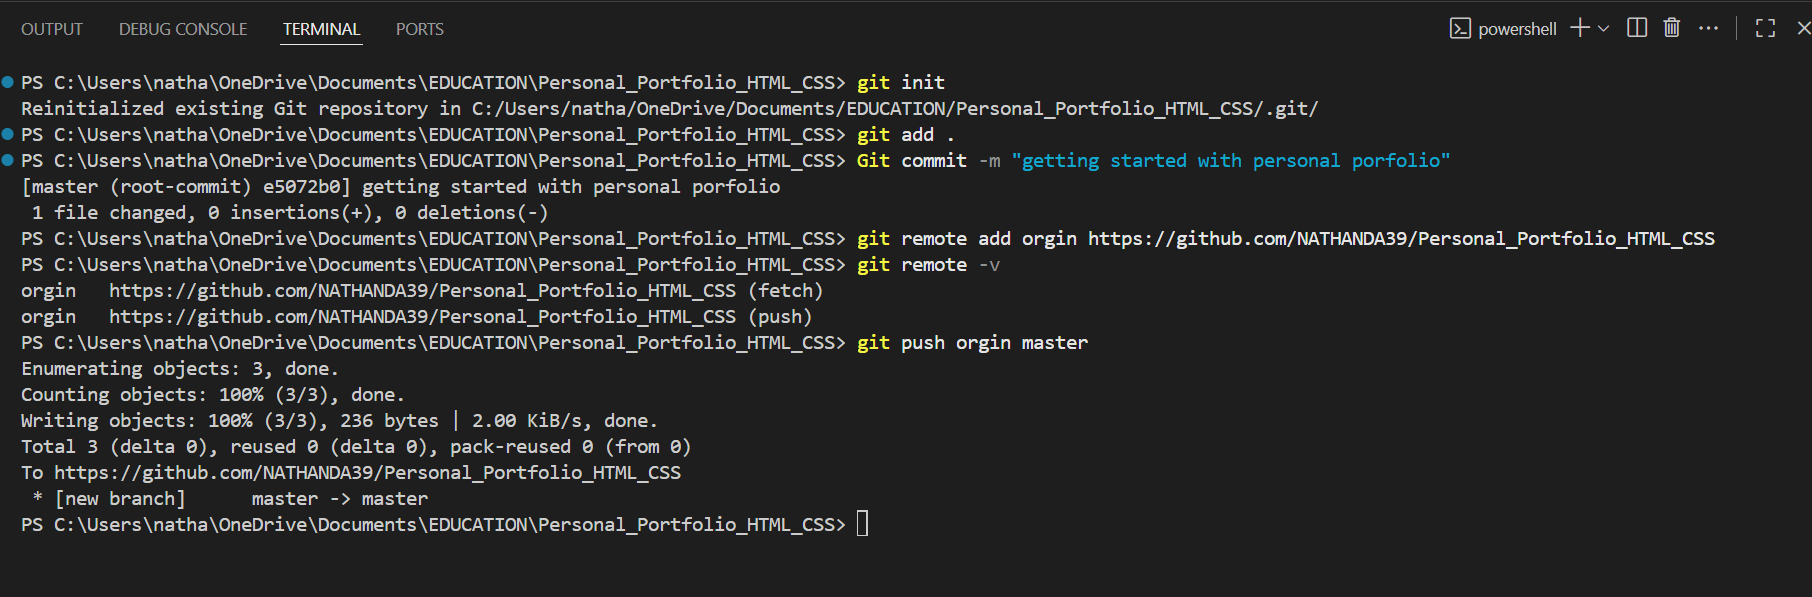 OUTPUT DEBUG CONSOLE TERMINAL PORTS powershell
PS C:\Users\natha\OneDrive\Documents\EDUCATION\Personal_Portfolio_HTML_CSS> git init
Reinitialized existing Git repository in C:/Users/natha/OneDrive/Documents/EDUCATION/Personal_Portfolio_HTML_CSS/.git/
PS C:\Users\natha\OneDrive\Documents\EDUCATION\Personal_Portfolio_HTML_CSS> git add .
PS C:\Users\natha\OneDrive\Documents\EDUCATION\Personal_Portfolio_HTML_CSS> Git commit -m "getting started with personal porfolio"
[master (root-commit) e5072b0] getting started with personal porfolio
 1 file changed, 0 insertions(+), 0 deletions(-)
PS C:\Users\natha\OneDrive\Documents\EDUCATION\Personal_Portfolio_HTML_CSS> git remote add orgin https://github.com/NATHANDA39/Personal_Portfolio_HTML_CSS
PS C:\Users\natha\OneDrive\Documents\EDUCATION\Personal_Portfolio_HTML_CSS> git remote -v
orgin   https://github.com/NATHANDA39/Personal_Portfolio_HTML_CSS (fetch)
orgin   https://github.com/NATHANDA39/Personal_Portfolio_HTML_CSS (push)
PS C:\Users\natha\OneDrive\Documents\EDUCATION\Personal_Portfolio_HTML_CSS> git push orgin master
Enumerating objects: 3, done.
Counting objects: 100% (3/3), done.
Writing objects: 100% (3/3), 236 bytes | 2.00 KiB/s, done.
Total 3 (delta 0), reused 0 (delta 0), pack-reused 0 (from 0)
To https://github.com/NATHANDA39/Personal_Portfolio_HTML_CSS
 * [new branch]      master -> master
PS C:\Users\natha\OneDrive\Documents\EDUCATION\Personal_Portfolio_HTML_CSS>